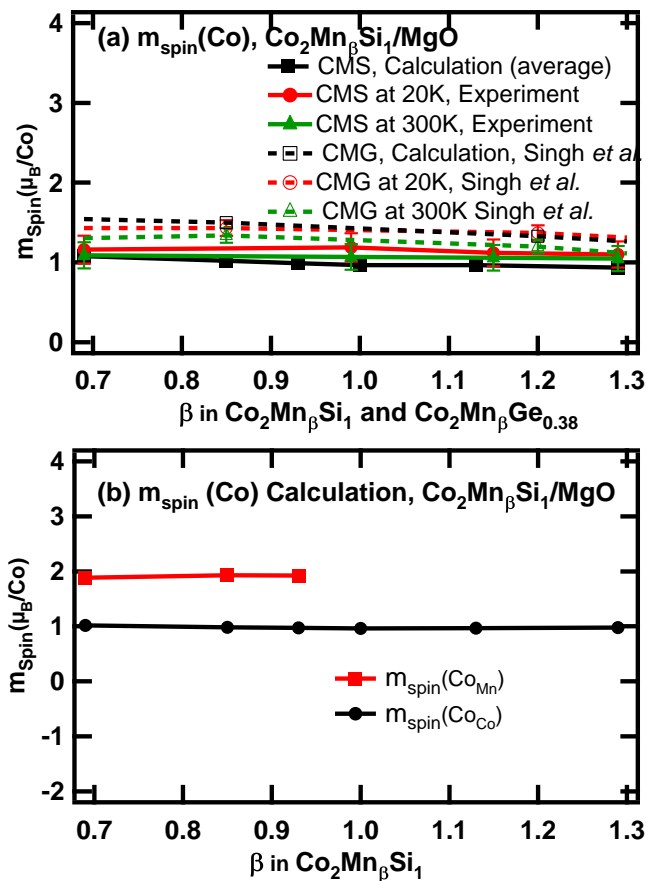 (a) m_spin(Co), Co₂Mn_βSi₁/MgO
CMS, Calculation (average)
CMS at 20K, Experiment
CMS at 300K, Experiment
CMG, Calculation, Singh et al.
CMG at 20K, Singh et al.
CMG at 300K Singh et al.
m_Spin(μ_B/Co)
4
3
2
1
0
0.7 0.8 0.9 1.0 1.1 1.2 1.3
β in Co₂Mn_βSi₁ and Co₂Mn_βGe₀.₃₈
(b) m_spin (Co) Calculation, Co₂Mn_βSi₁/MgO
m_Spin(μ_B/Co)
4
3
2
1
0
-1
-2
m_spin(Co_Mn)
m_spin(Co_Co)
0.7 0.8 0.9 1.0 1.1 1.2 1.3
β in Co₂Mn_βSi₁